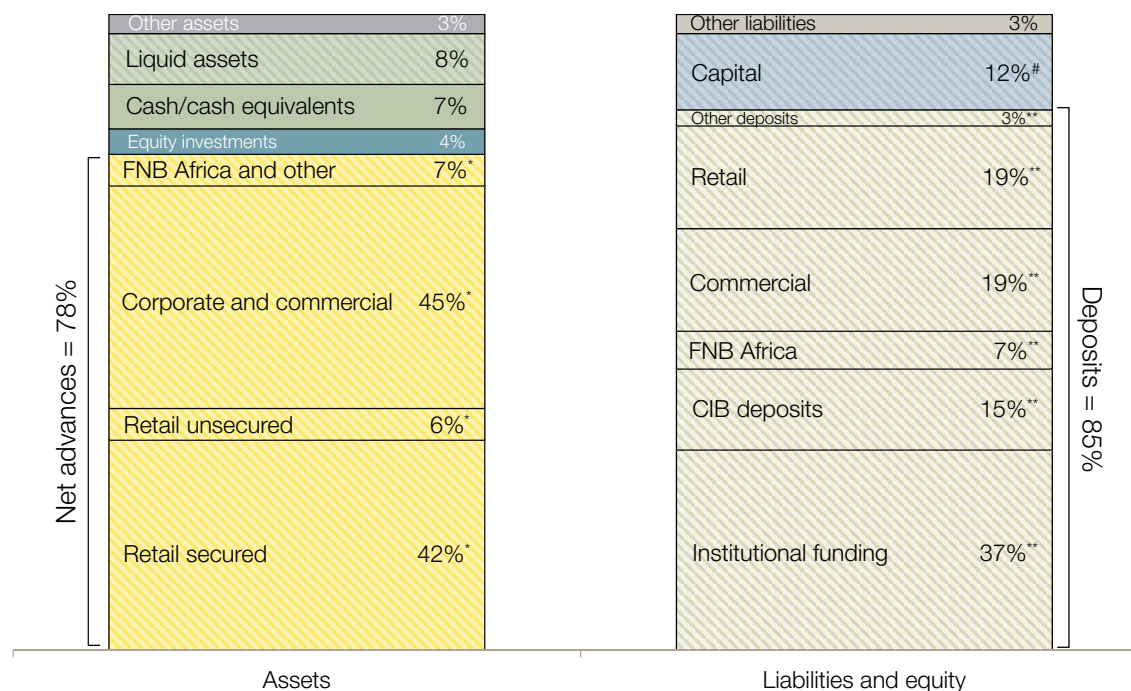 Other assets 3%
Liquid assets 8%
Cash/cash equivalents 7%
Equity investments 4%
FNB Africa and other 7%*
Corporate and commercial 45%*
Retail unsecured 6%*
Retail secured 42%*
Net advances = 78%
Assets
Other liabilities 3%
Capital 12%#
Other deposits 3%**
Retail 19%**
Commercial 19%**
FNB Africa 7%**
CIB deposits 15%**
Institutional funding 37%**
Deposits = 85%
Liabilities and equity